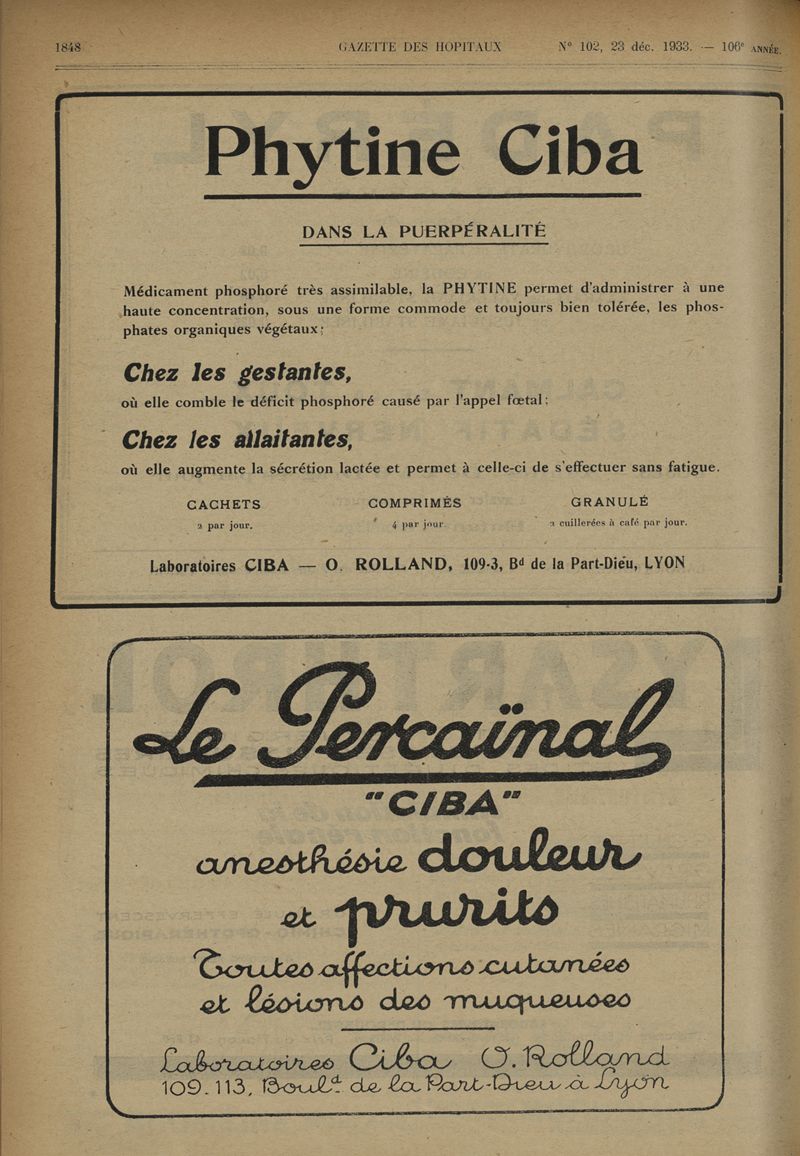 1848
GAZETTE DES HOPITAUX
N° 102, 23 déc. 1933. — 106e ANNÉE.
Phytine Ciba
DANS LA PUERPÉRALITÉ
Médicament phosphoré très assimilable, la PHYTINE permet d'administrer à une
haute concentration, sous une forme commode et toujours bien tolérée, les phos-
phates organiques végétaux:
Chez les gestantes,
où elle comble le déficit phosphoré causé par l'appel fœtal;
Chez les allaitantes,
où elle augmente la sécrétion lactée et permet à celle-ci de s'effectuer sans fatigue.
CACHETS
2 par jour.
COMPRIMÉS
4 par jour
GRANULÉ
2 cuillerées à café par jour.
Laboratoires CIBA — O. ROLLAND, 109-3, Bd de la Part-Dieu, LYON
Le Percaïnal
"CIBA"
anesthésie douleur
et prurits
Toutes affections cutanées
et lésions des muqueuses
Laboratoires Ciba O. Rolland
109.113, Bould de la Part-Dieu à Lyon